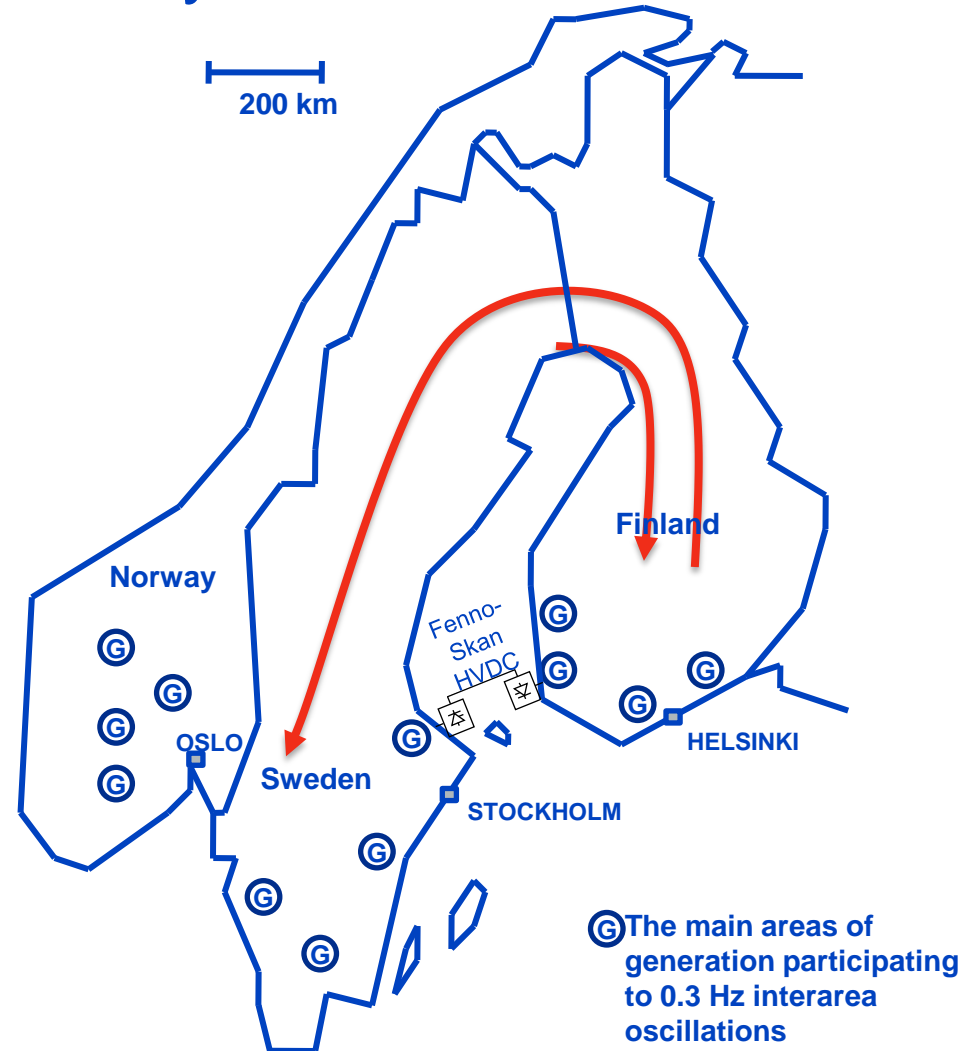 200 km
Finland
Norway
Fenno-
Skan
HVDC
G
G
G
G
G
G
G
OSLO
G
HELSINKI
G
Sweden
G
STOCKHOLM
G
G
G
G The main areas of
generation participating
to 0.3 Hz interarea
oscillations